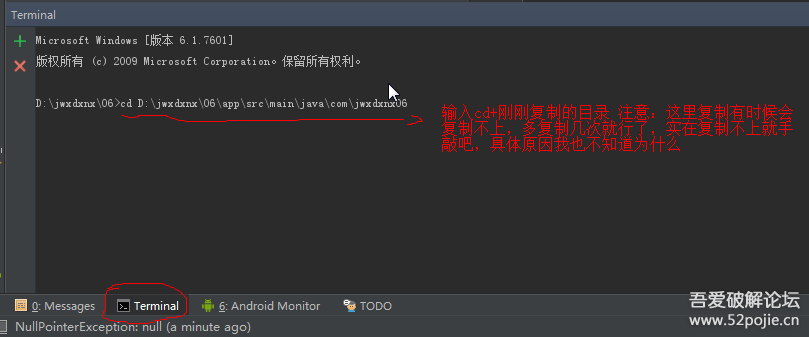 Terminal
Microsoft Windows [版本 6.1.7601]
版权所有 (c) 2009 Microsoft Corporation。保留所有权利。
D:\jwxdxnx\06>cd D:\jwxdxnx\06\app\src\main\java\com\jwxdxnx06
输入cd+刚刚复制的目录 注意：这里复制有时候会
复制不上，多复制几次就行了，实在复制不上就手
敲吧，具体原因我也不知道为什么
0: Messages
Terminal
6: Android Monitor
TODO
NullPointerException: null (a minute ago)
吾爱破解论坛
www.52pojie.cn